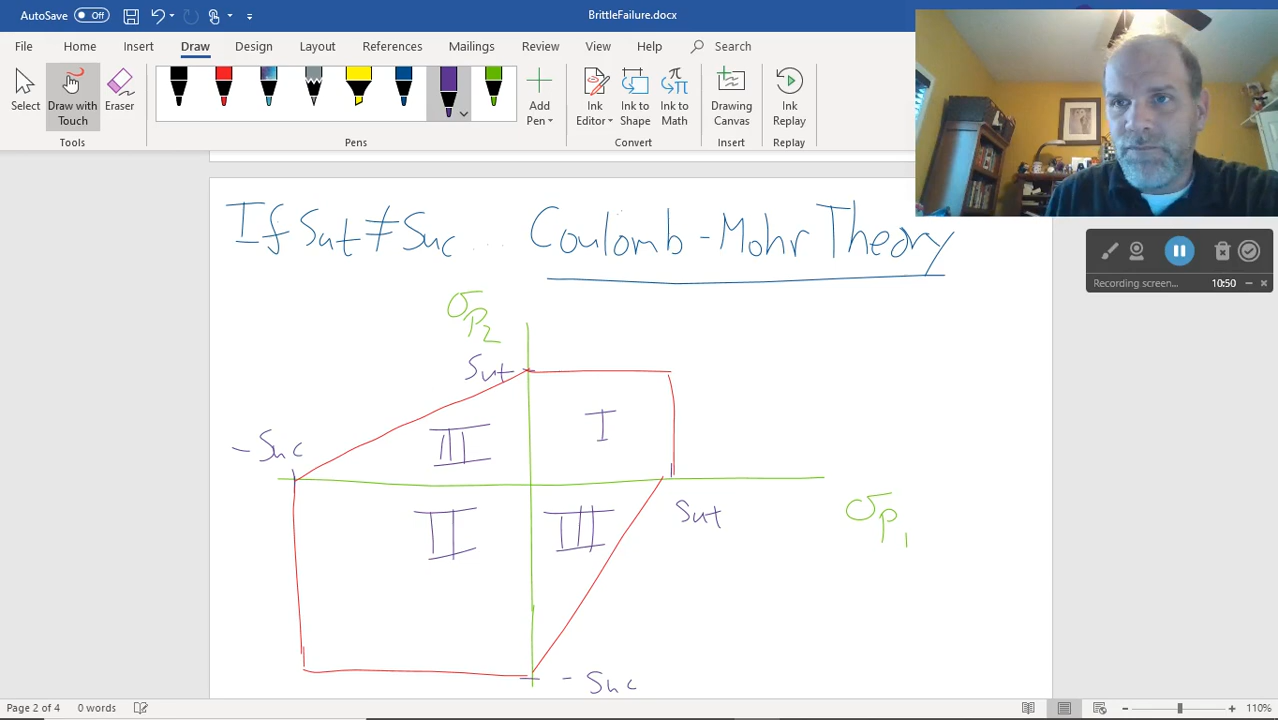 AutoSave Off BrittleFailure.docx
File Home Insert Draw Design Layout References Mailings Review View Help Search
Select Draw with Touch Eraser Add Pen Ink Editor Ink to Shape Ink to Math Drawing Canvas Ink Replay
Tools Pens Convert Insert Replay
If Sut ≠ Suc ... Coulomb-Mohr Theory
σp2
Sut
I
III
-Suc
II
III
Sut
σp1
-Suc
Recording screen... 10:50
Page 2 of 4 0 words 110%